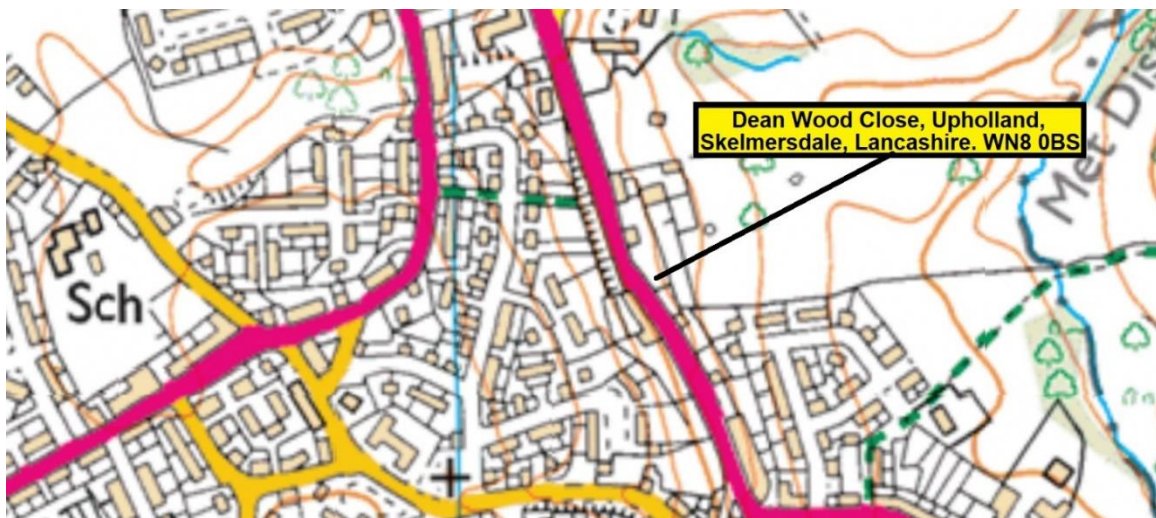 Dean Wood Close, Upholland,
Skelmersdale, Lancashire. WN8 0BS
Met Dis
Sch